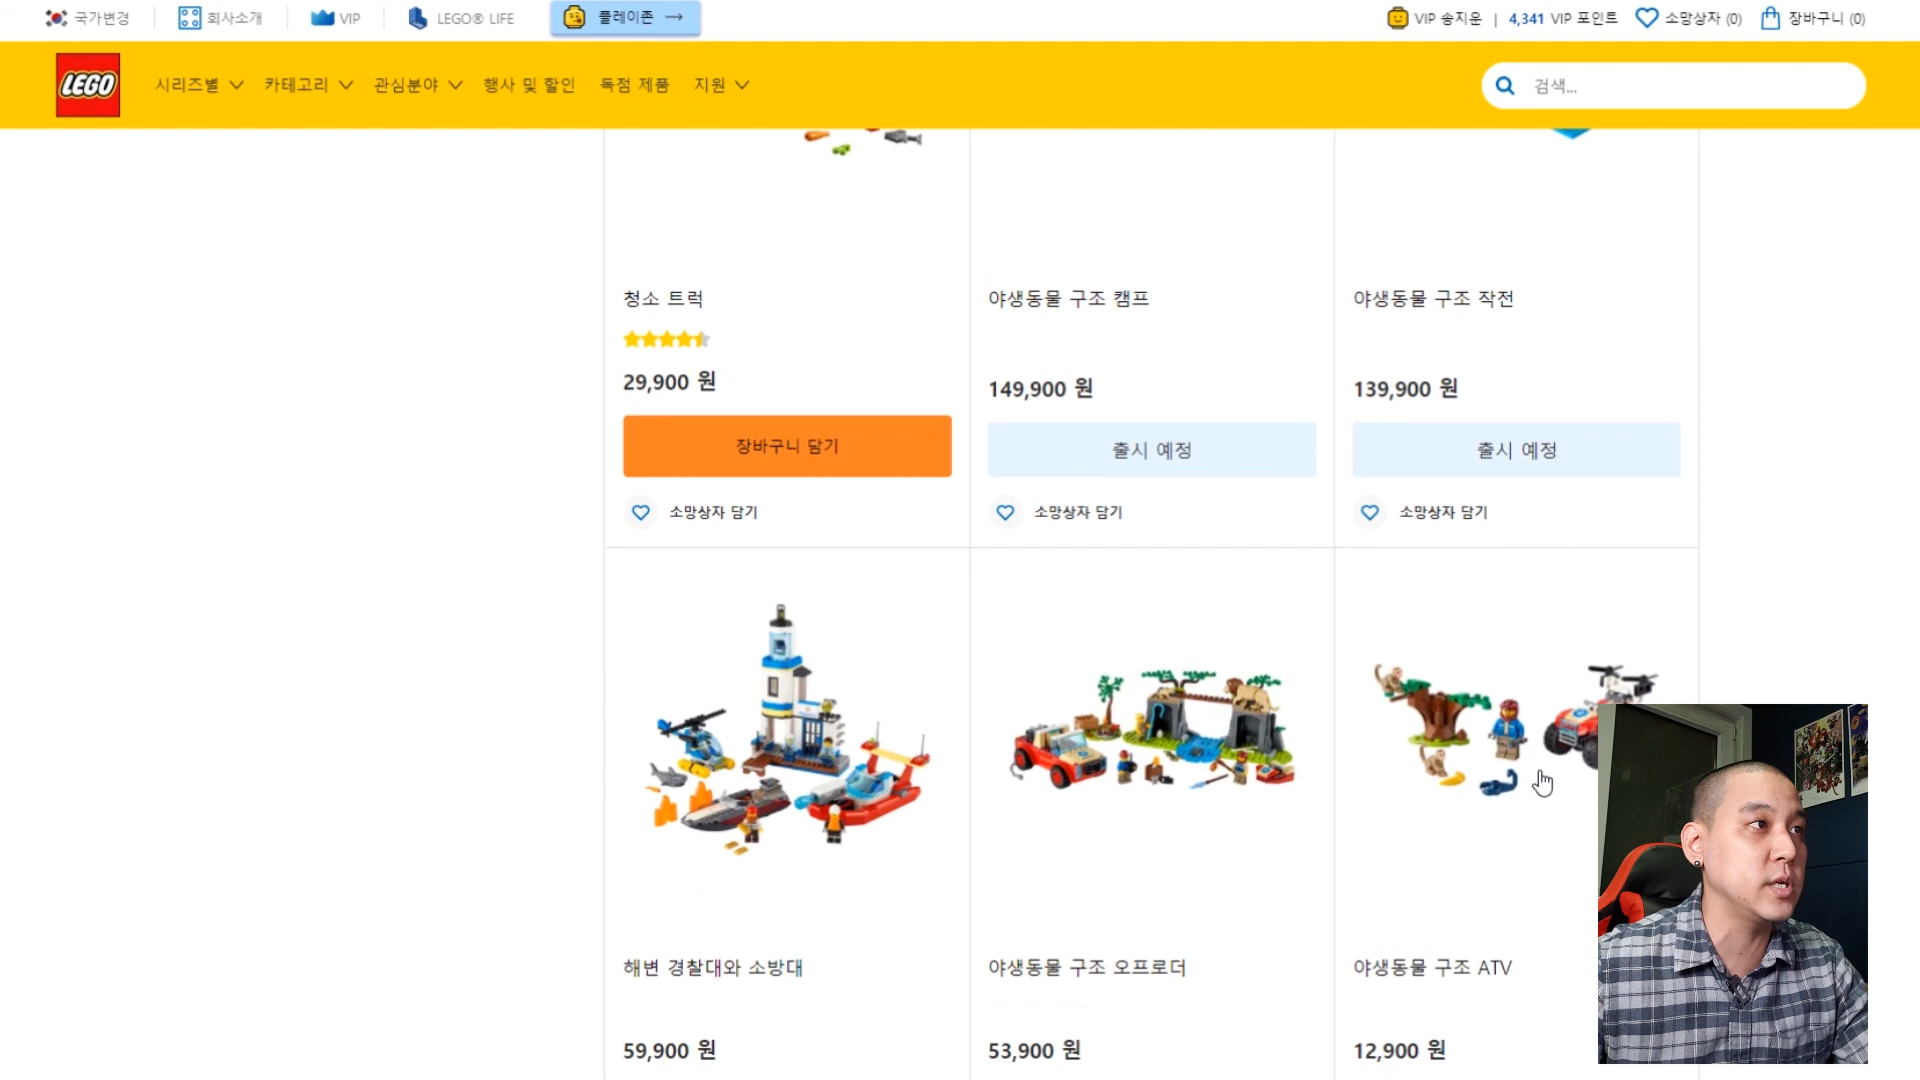 국가변경
회사소개
VIP
LEGO® LIFE
플레이존 →
VIP 송지운 | 4,341 VIP 포인트
소망상자 (0)
장바구니 (0)
LEGO
시리즈별
카테고리
관심분야
행사 및 할인
독점 제품
지원
검색...
청소 트럭
29,900 원
장바구니 담기
소망상자 담기
야생동물 구조 캠프
149,900 원
출시 예정
소망상자 담기
야생동물 구조 작전
139,900 원
출시 예정
소망상자 담기
해변 경찰대와 소방대
59,900 원
야생동물 구조 오프로더
53,900 원
야생동물 구조 ATV
12,900 원